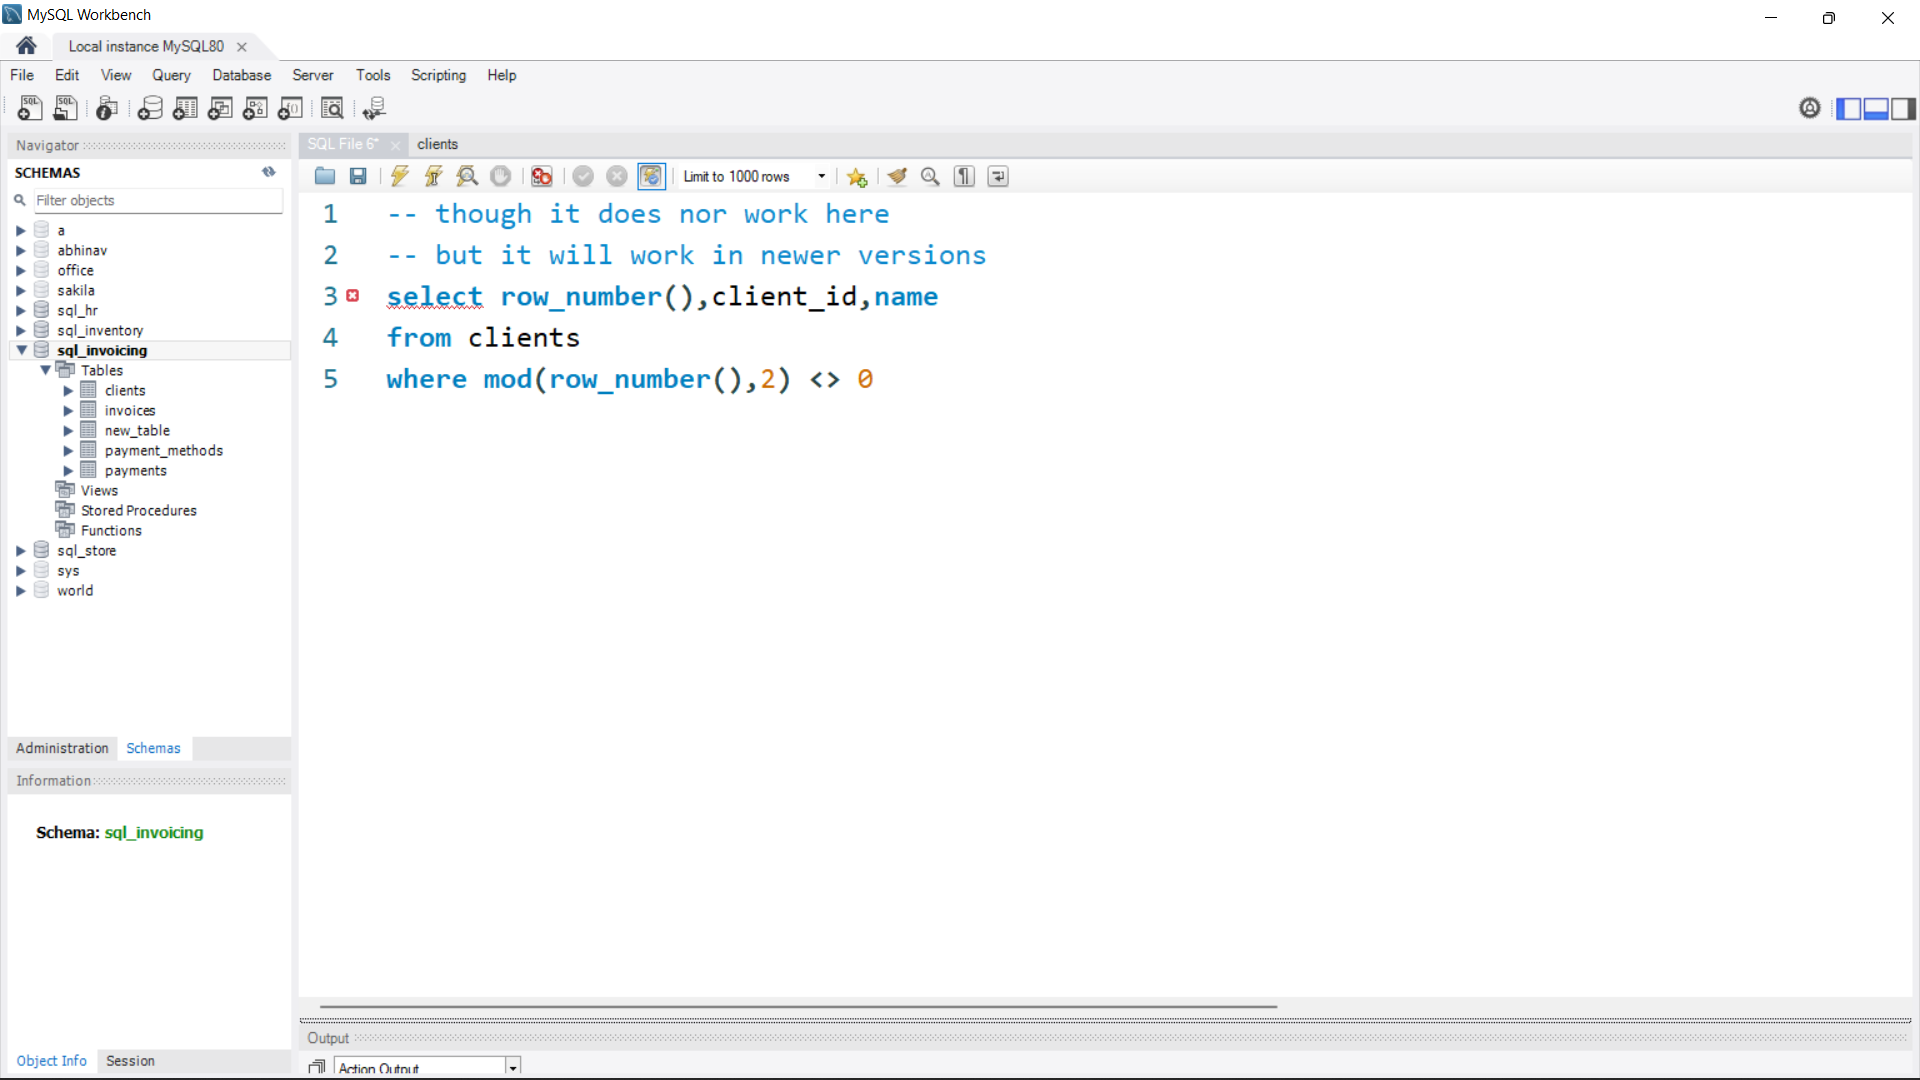 MySQL Workbench
Local instance MySQL80
File Edit View Query Database Server Tools Scripting Help
Navigator
SQL File 6* clients
SCHEMAS
Limit to 1000 rows
Filter objects
a
abhinav
office
sakila
sql_hr
sql_inventory
sql_invoicing
Tables
clients
invoices
new_table
payment_methods
payments
Views
Stored Procedures
Functions
sql_store
sys
world
1 -- though it does nor work here
2 -- but it will work in newer versions
3 select row_number(),client_id,name
4 from clients
5 where mod(row_number(),2) <> 0
Administration Schemas
Information
Schema: sql_invoicing
Object Info Session
Output
Action Output